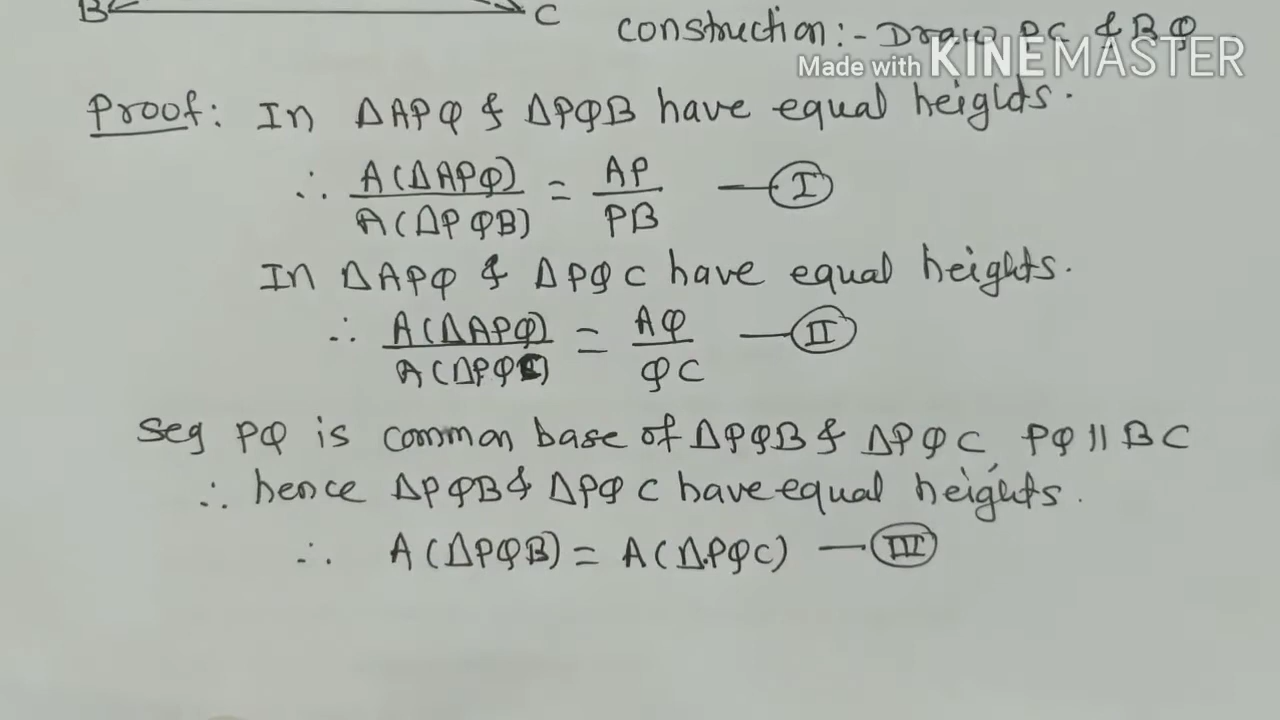 B C
Construction:- Draw PC & BQ
Made with KINEMASTER
Proof: In ΔAPQ & ΔPQB have equal heights.
∴ A(ΔAPQ) / A(ΔPQB) = AP / PB — I
In ΔAPQ & ΔPQC have equal heights.
∴ A(ΔAPQ) / A(ΔPQC) = AQ / QC — II
Seg PQ is common base of ΔPQB & ΔPQC, PQ || BC
∴ hence ΔPQB & ΔPQC have equal heights.
∴ A(ΔPQB) = A(ΔPQC) — III